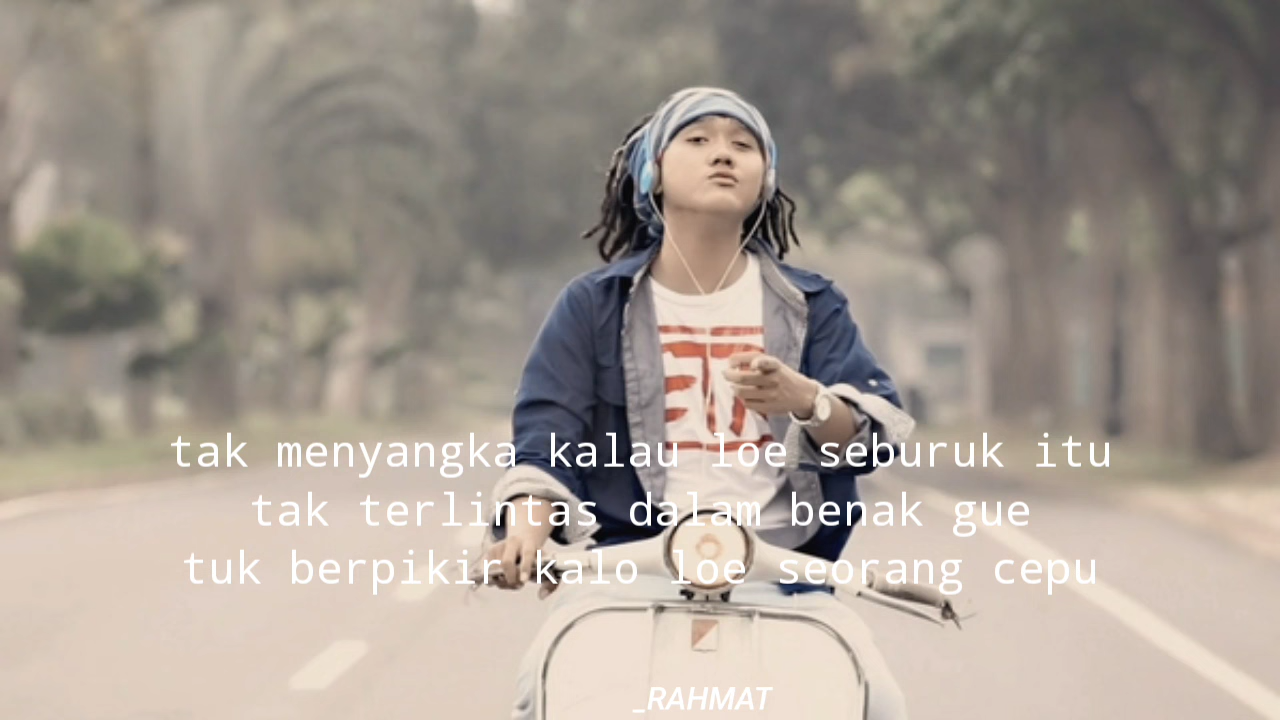 tak menyangka kalau loe seburuk itu
tak terlintas dalam benak gue
tuk berpikir kalo loe seorang cepu
_RAHMAT